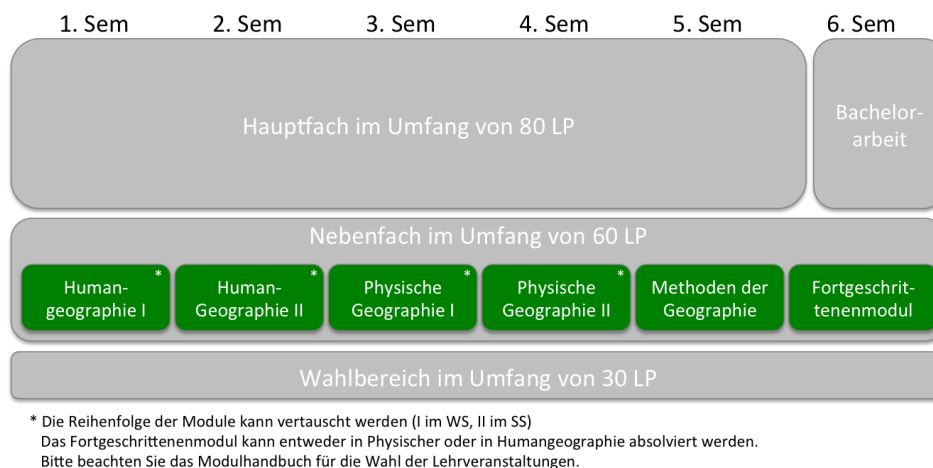 1. Sem 2. Sem 3. Sem 4. Sem 5. Sem 6. Sem
Hauptfach im Umfang von 80 LP
Bachelor-
arbeit
Nebenfach im Umfang von 60 LP
Human-
geographie I *
Human-
Geographie II *
Physische
Geographie I *
Physische
Geographie II *
Methoden der
Geographie
Fortgeschrit-
tenenmodul
Wahlbereich im Umfang von 30 LP
* Die Reihenfolge der Module kann vertauscht werden (I im WS, II im SS)
Das Fortgeschrittenenmodul kann entweder in Physischer oder in Humangeographie absolviert werden.
Bitte beachten Sie das Modulhandbuch für die Wahl der Lehrveranstaltungen.